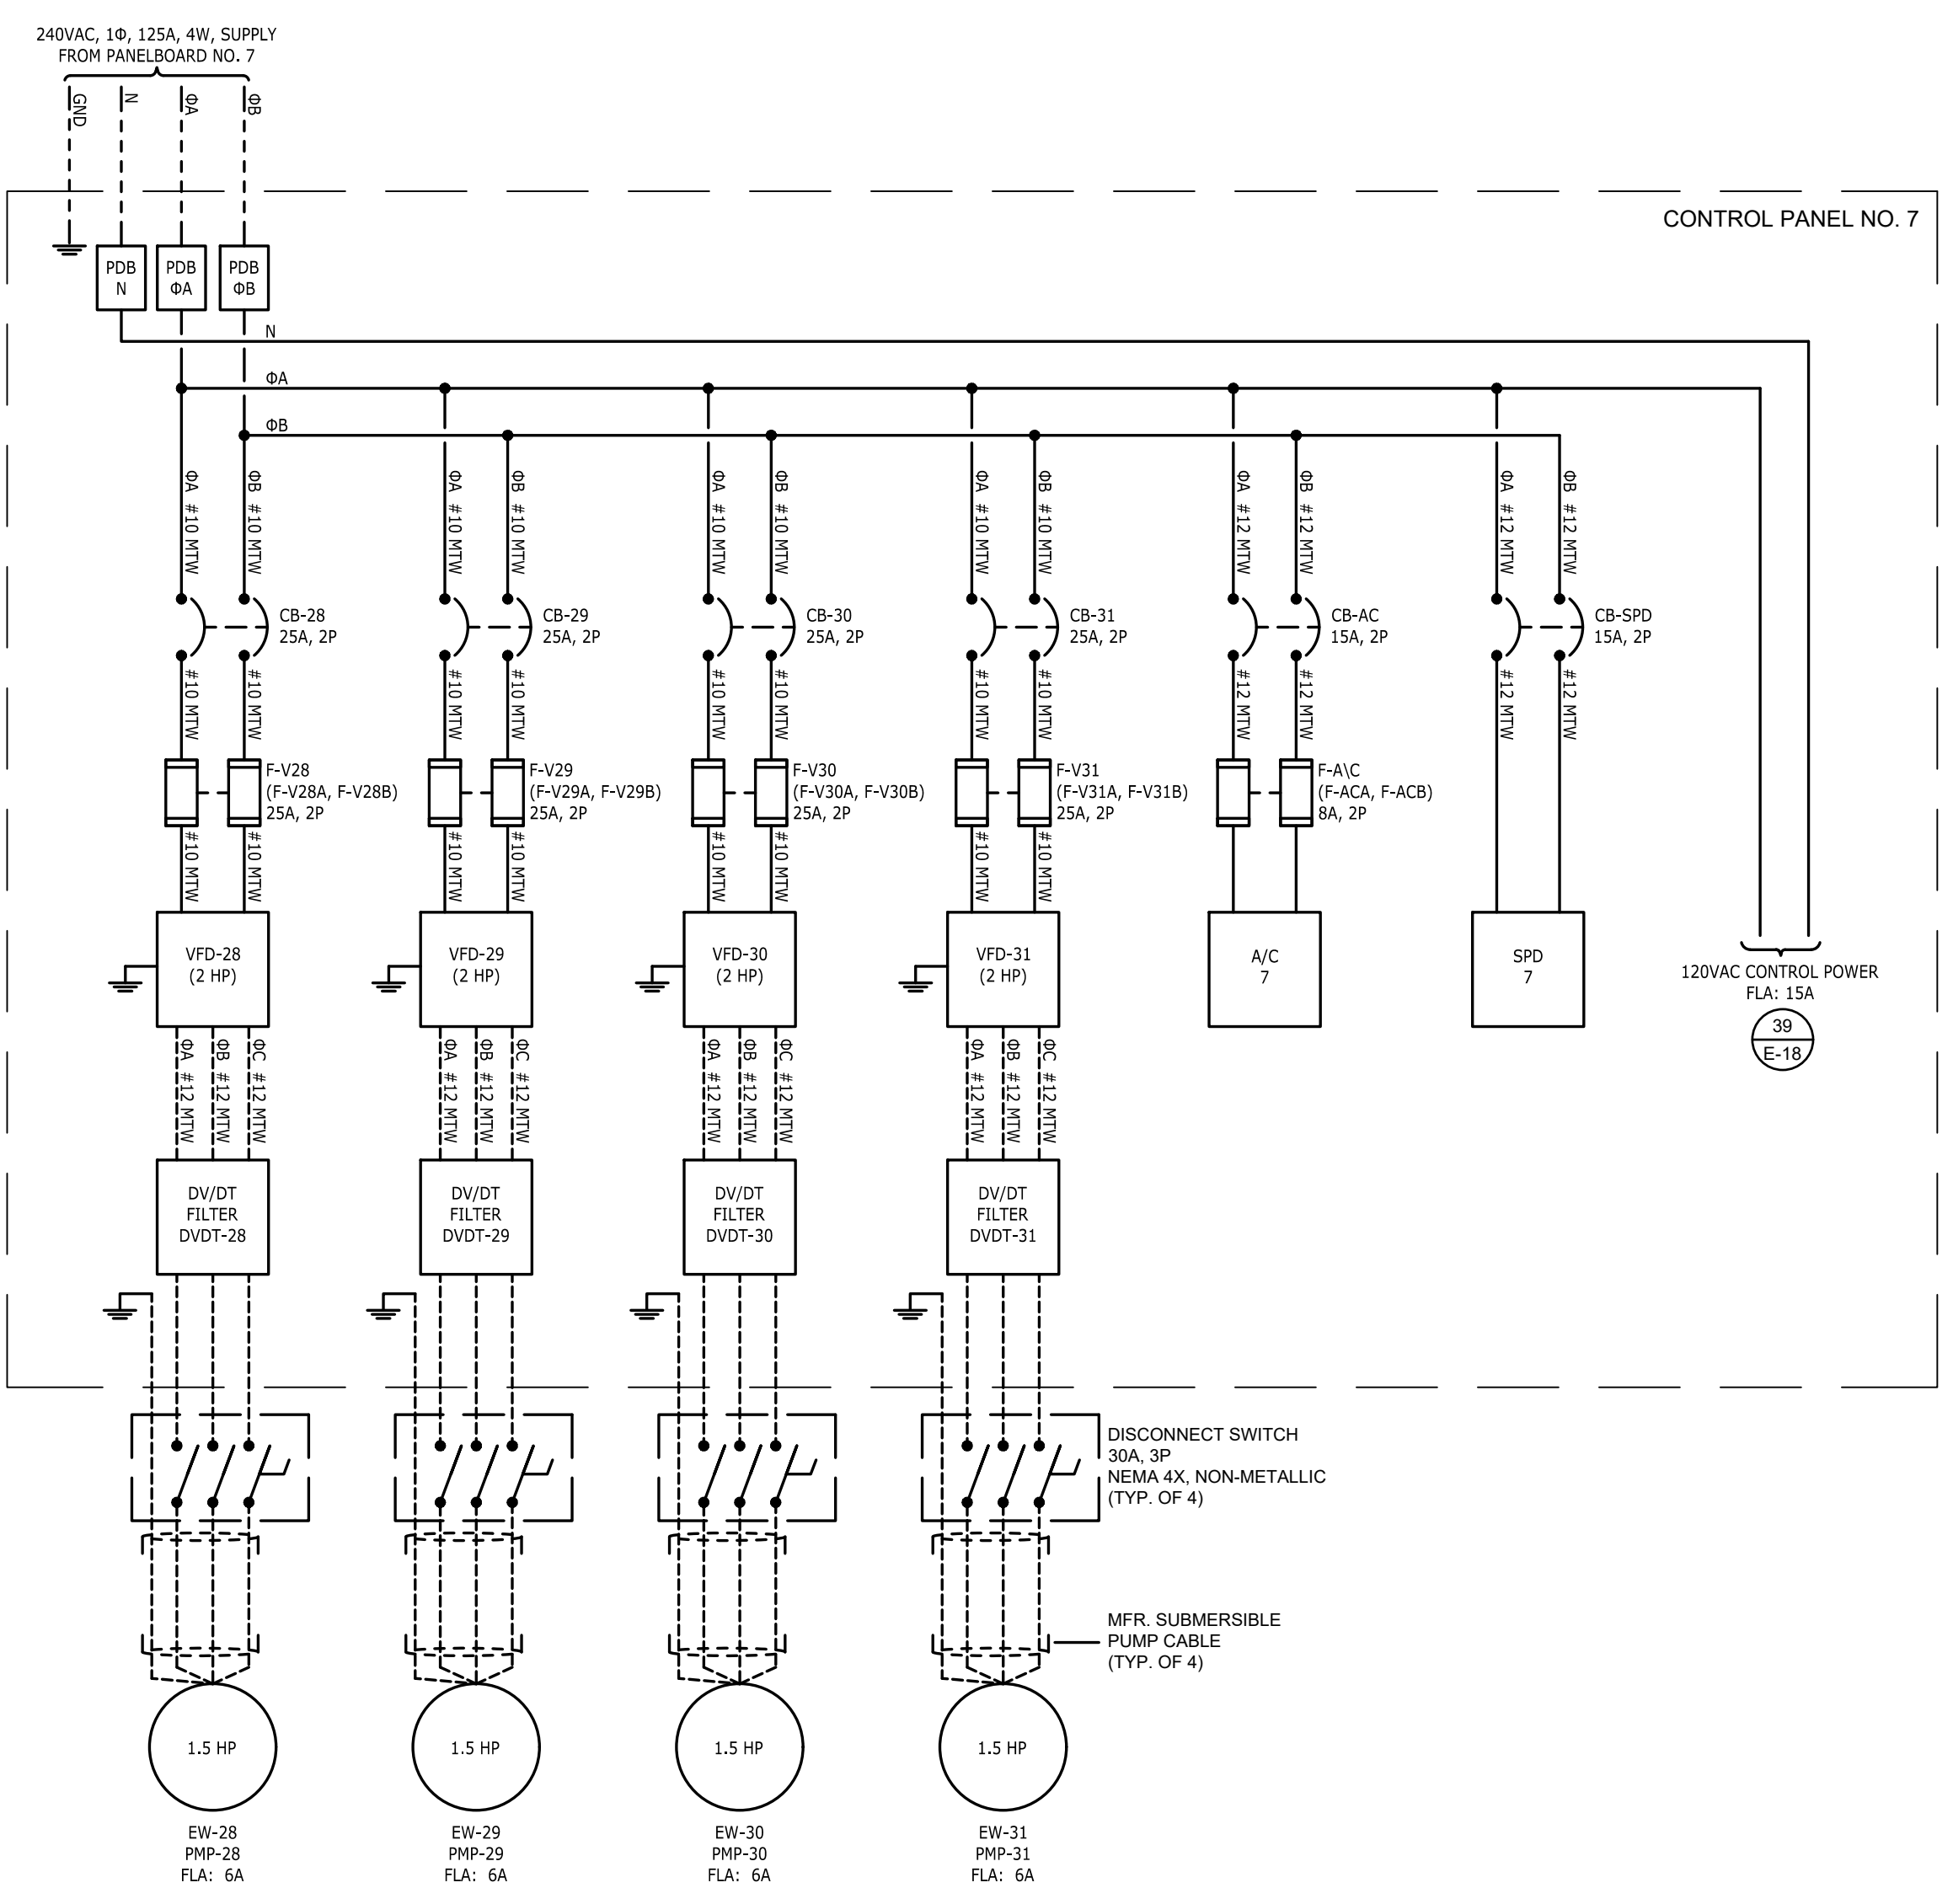 240VAC, 1Φ, 125A, 4W, SUPPLY
FROM PANELBOARD NO. 7
GND
N
ΦA
ΦB
CONTROL PANEL NO. 7
PDB
N
PDB
ΦA
PDB
ΦB
N
ΦA
ΦB
ΦA #10 MTW
ΦB #10 MTW
ΦA #10 MTW
ΦB #10 MTW
ΦA #10 MTW
ΦB #10 MTW
ΦA #10 MTW
ΦB #10 MTW
ΦA #12 MTW
ΦB #12 MTW
ΦA #12 MTW
ΦB #12 MTW
CB-28
25A, 2P
CB-29
25A, 2P
CB-30
25A, 2P
CB-31
25A, 2P
CB-AC
15A, 2P
CB-SPD
15A, 2P
#10 MTW
#10 MTW
#10 MTW
#10 MTW
#10 MTW
#10 MTW
#10 MTW
#10 MTW
#12 MTW
#12 MTW
#12 MTW
#12 MTW
F-V28
(F-V28A, F-V28B)
25A, 2P
F-V29
(F-V29A, F-V29B)
25A, 2P
F-V30
(F-V30A, F-V30B)
25A, 2P
F-V31
(F-V31A, F-V31B)
25A, 2P
F-A\C
(F-ACA, F-ACB)
8A, 2P
#10 MTW
#10 MTW
#10 MTW
#10 MTW
#10 MTW
#10 MTW
#10 MTW
#10 MTW
VFD-28
(2 HP)
VFD-29
(2 HP)
VFD-30
(2 HP)
VFD-31
(2 HP)
A/C
7
SPD
7
120VAC CONTROL POWER
FLA: 15A
39
E-18
ΦA #12 MTW
ΦB #12 MTW
ΦC #12 MTW
ΦA #12 MTW
ΦB #12 MTW
ΦC #12 MTW
ΦA #12 MTW
ΦB #12 MTW
ΦC #12 MTW
ΦA #12 MTW
ΦB #12 MTW
ΦC #12 MTW
DV/DT
FILTER
DVDT-28
DV/DT
FILTER
DVDT-29
DV/DT
FILTER
DVDT-30
DV/DT
FILTER
DVDT-31
DISCONNECT SWITCH
30A, 3P
NEMA 4X, NON-METALLIC
(TYP. OF 4)
MFR. SUBMERSIBLE
PUMP CABLE
(TYP. OF 4)
1.5 HP
1.5 HP
1.5 HP
1.5 HP
EW-28
PMP-28
FLA: 6A
EW-29
PMP-29
FLA: 6A
EW-30
PMP-30
FLA: 6A
EW-31
PMP-31
FLA: 6A